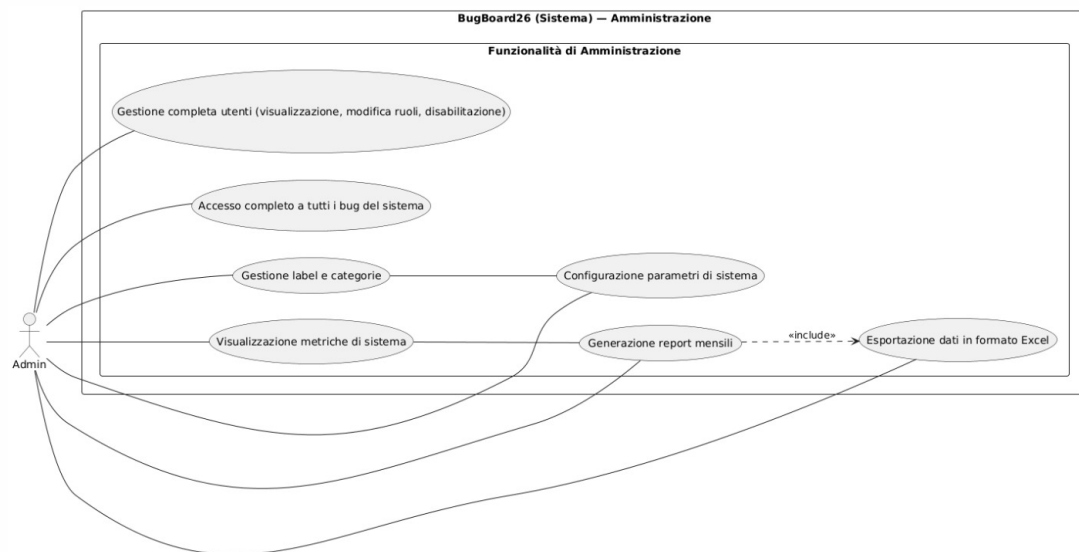 BugBoard26 (Sistema) — Amministrazione
Funzionalità di Amministrazione
Gestione completa utenti (visualizzazione, modifica ruoli, disabilitazione)
Accesso completo a tutti i bug del sistema
Gestione label e categorie
Configurazione parametri di sistema
Visualizzazione metriche di sistema
Generazione report mensili
«include»
Esportazione dati in formato Excel
Admin